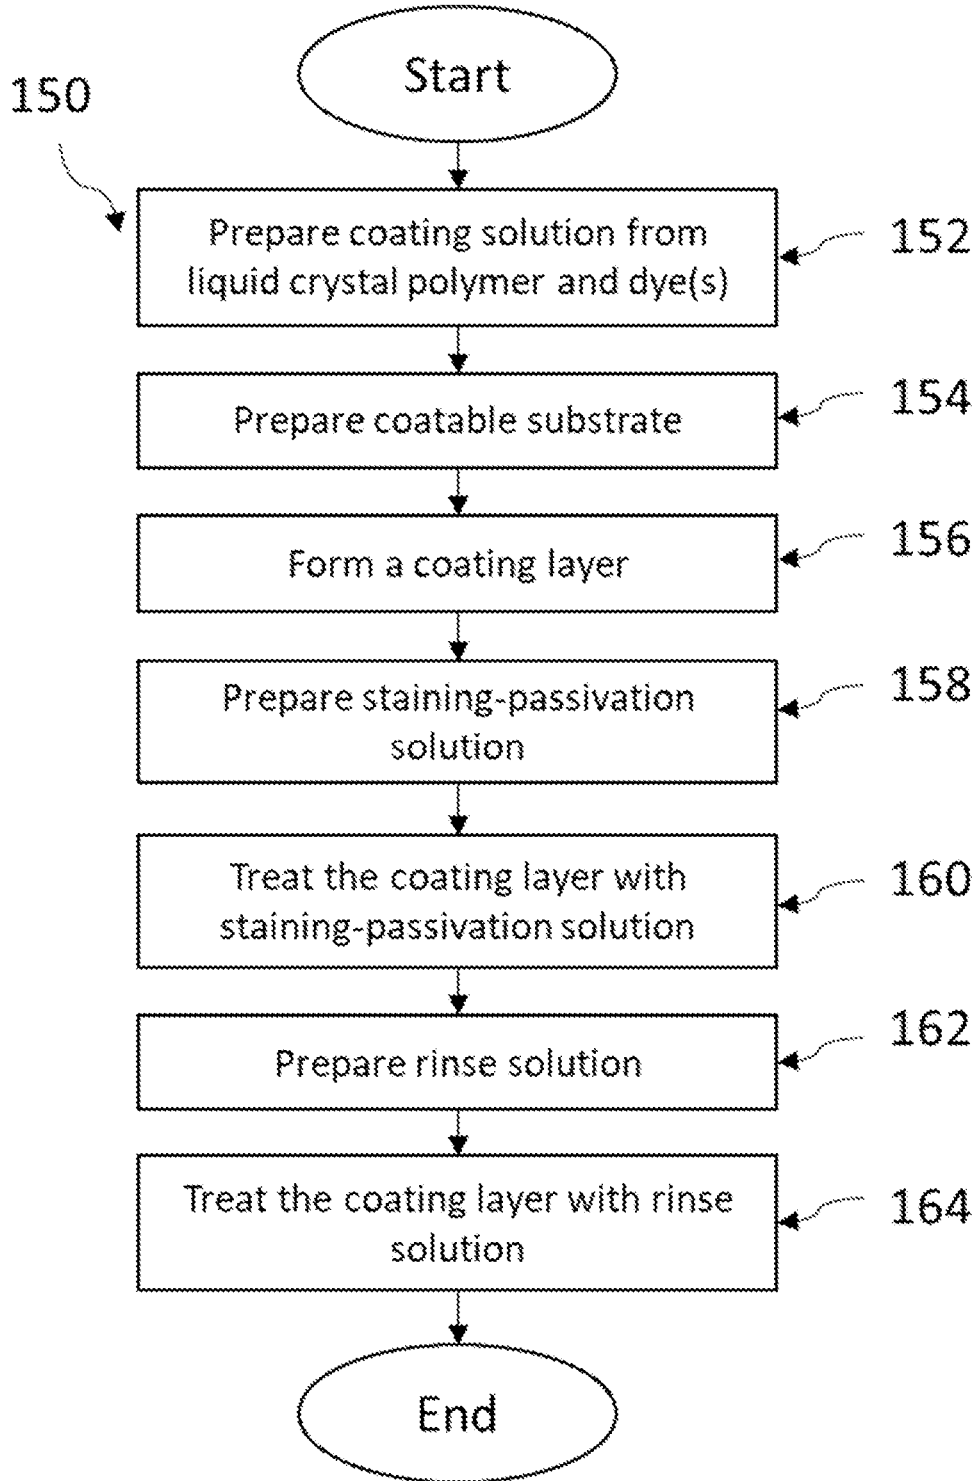 Start
150
Prepare coating solution from
liquid crystal polymer and dye(s)
152
Prepare coatable substrate
154
Form a coating layer
156
Prepare staining-passivation
solution
158
Treat the coating layer with
staining-passivation solution
160
Prepare rinse solution
162
Treat the coating layer with rinse
solution
164
End